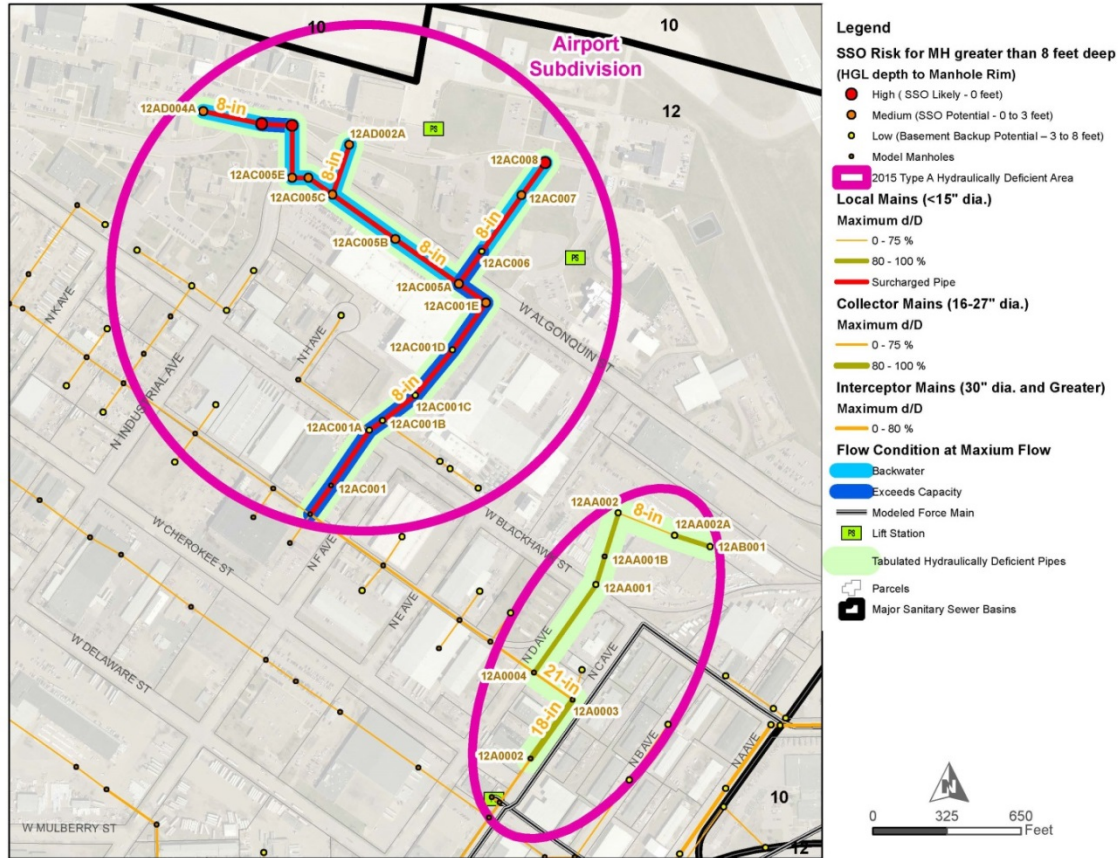 10
10
Airport
Subdivision
12
8-in
12AD004A
12AD002A
PS
8-in
12AC008
12AC005E
12AC005C
12AC007
12AC005B
8-in
8-in
12AC006
PS
12AC005A
12AC001E
W ALGONQUIN ST
N K AVE
N H AVE
N INDUSTRIAL AVE
12AC001D
8-in
12AC001C
12AC001B
12AC001A
12AC001
W CHEROKEE ST
N F AVE
W BLACKHAWK ST
12AA002
8-in
12AA002A
12AB001
12AA001B
12AA001
N E AVE
N D AVE
N C AVE
W DELAWARE ST
12A0004
21-in
12A0003
18-in
12A0002
N B AVE
N A AVE
PS
W MULBERRY ST
10
12
Legend
SSO Risk for MH greater than 8 feet deep
(HGL depth to Manhole Rim)
High ( SSO Likely - 0 feet)
Medium (SSO Potential - 0 to 3 feet)
Low (Basement Backup Potential – 3 to 8 feet)
Model Manholes
2015 Type A Hydraulically Deficient Area
Local Mains (<15" dia.)
Maximum d/D
0 - 75 %
80 - 100 %
Surcharged Pipe
Collector Mains (16-27" dia.)
Maximum d/D
0 - 75 %
80 - 100 %
Interceptor Mains (30" dia. and Greater)
Maximum d/D
0 - 80 %
Flow Condition at Maxium Flow
Backwater
Exceeds Capacity
Modeled Force Main
PS Lift Station
Tabulated Hydraulically Deficient Pipes
Parcels
Major Sanitary Sewer Basins
N
0 325 650
Feet